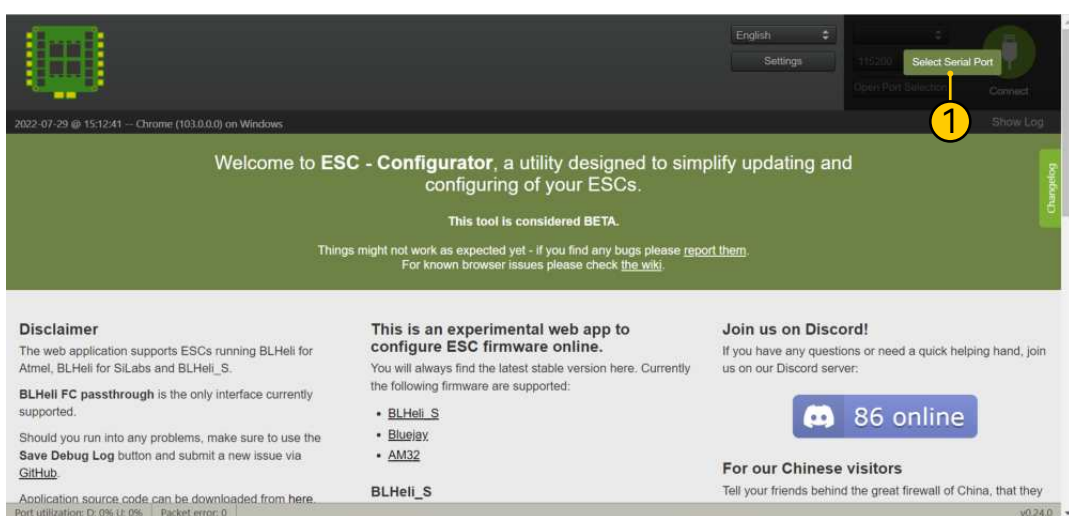 English
Settings
115200
Select Serial Port
Open Port Selection
Connect
1
2022-07-29 @ 15:12:41 -- Chrome (103.0.0.0) on Windows
Show Log
Changelog
Welcome to ESC - Configurator, a utility designed to simplify updating and
configuring of your ESCs.
This tool is considered BETA.
Things might not work as expected yet - if you find any bugs please report them.
For known browser issues please check the wiki.
Disclaimer
The web application supports ESCs running BLHeli for
Atmel, BLHeli for SiLabs and BLHeli_S.
BLHeli FC passthrough is the only interface currently
supported.
Should you run into any problems, make sure to use the
Save Debug Log button and submit a new issue via
GitHub.
Application source code can be downloaded from here.
This is an experimental web app to
configure ESC firmware online.
You will always find the latest stable version here. Currently
the following firmware are supported:
• BLHeli_S
• Bluejay
• AM32
BLHeli_S
Join us on Discord!
If you have any questions or need a quick helping hand, join
us on our Discord server:
86 online
For our Chinese visitors
Tell your friends behind the great firewall of China, that they
Port utilization: D: 0% U: 0%
Packet error: 0
v0.24.0